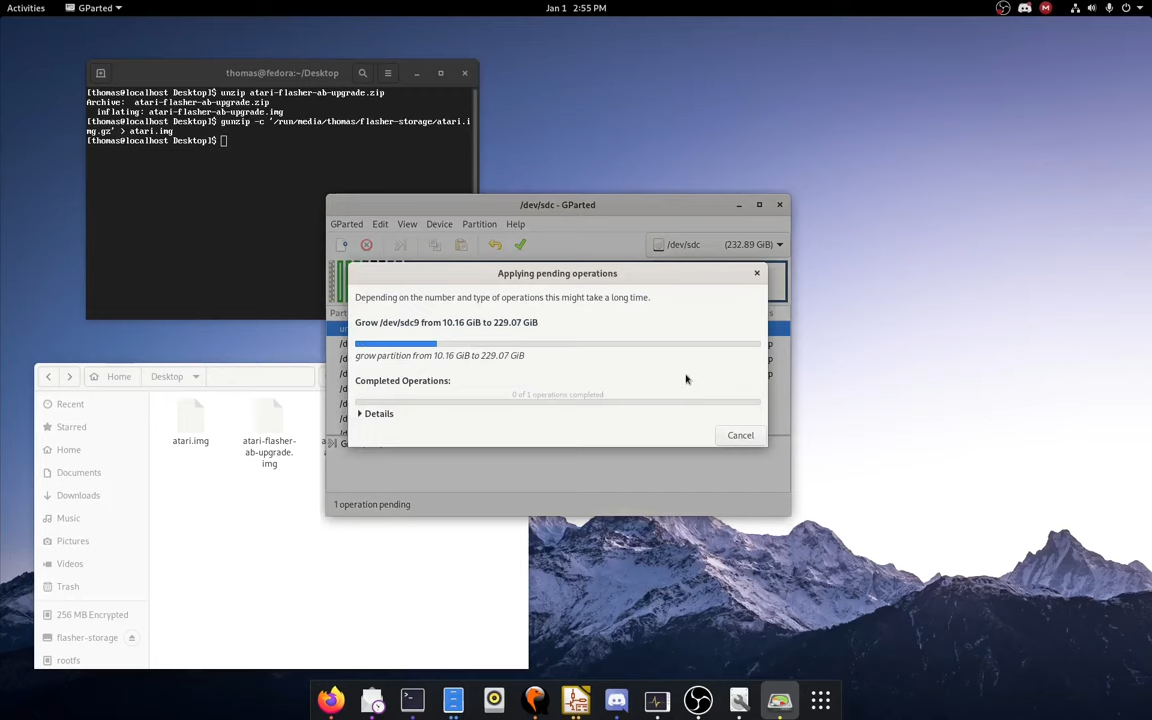 Activities
GParted
Jan 1 2:55 PM
thomas@fedora:~/Desktop
[thomas@localhost Desktop]$ unzip atari-flasher-ab-upgrade.zip
Archive: atari-flasher-ab-upgrade.zip
inflating: atari-flasher-ab-upgrade.img
[thomas@localhost Desktop]$ gunzip -c '/run/media/thomas/flasher-storage/atari.i
mg.gz' > atari.img
[thomas@localhost Desktop]$
/dev/sdc - GParted
GParted Edit View Device Partition Help
/dev/sdc (232.89 GiB)
Applying pending operations
Depending on the number and type of operations this might take a long time.
Grow /dev/sdc9 from 10.16 GiB to 229.07 GiB
grow partition from 10.16 GiB to 229.07 GiB
Completed Operations:
0 of 1 operations completed
Details
Cancel
1 operation pending
Home
Desktop
Recent
Starred
Home
Documents
Downloads
Music
Pictures
Videos
Trash
256 MB Encrypted
flasher-storage
rootfs
atari.img
atari-flasher-
ab-upgrade.
img